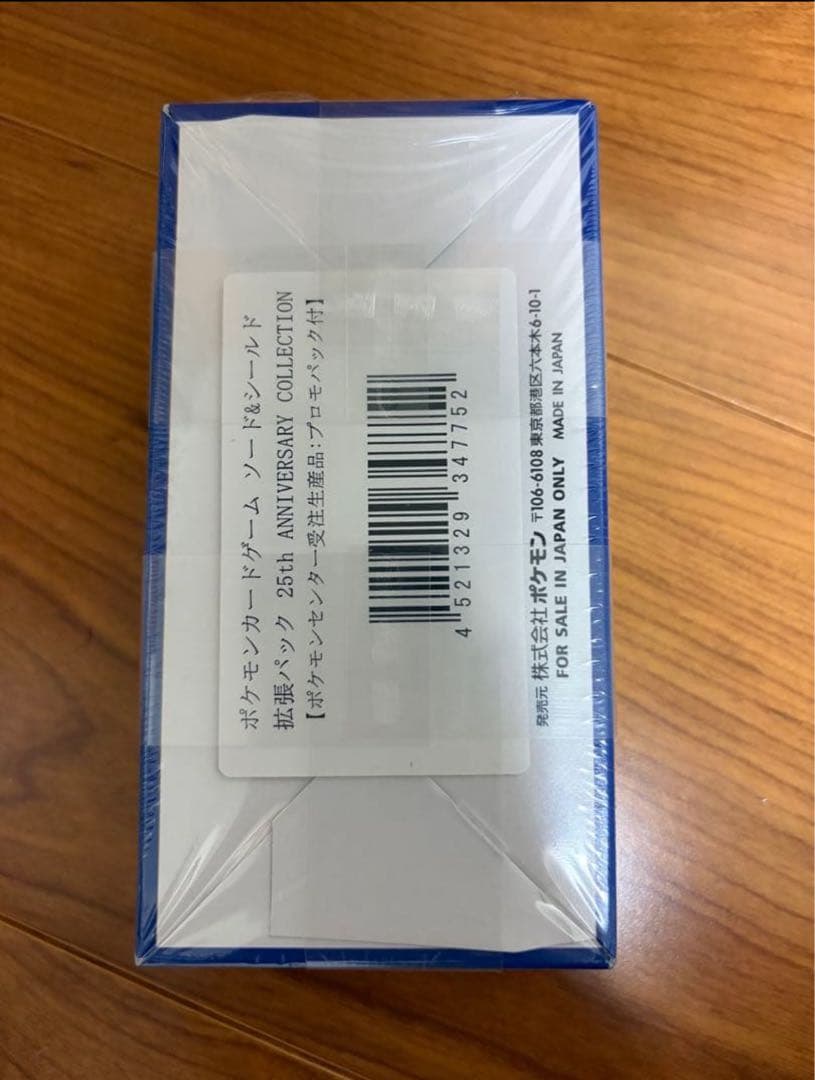 ポケモンカードゲーム ソード&シールド
拡張パック 25th ANNIVERSARY COLLECTION
【ポケモンセンター受注生産品:プロモパック付】
4 521329 347752
発売元 株式会社ポケモン 〒106-6108 東京都港区六本木6-10-1
FOR SALE IN JAPAN ONLY MADE IN JAPAN